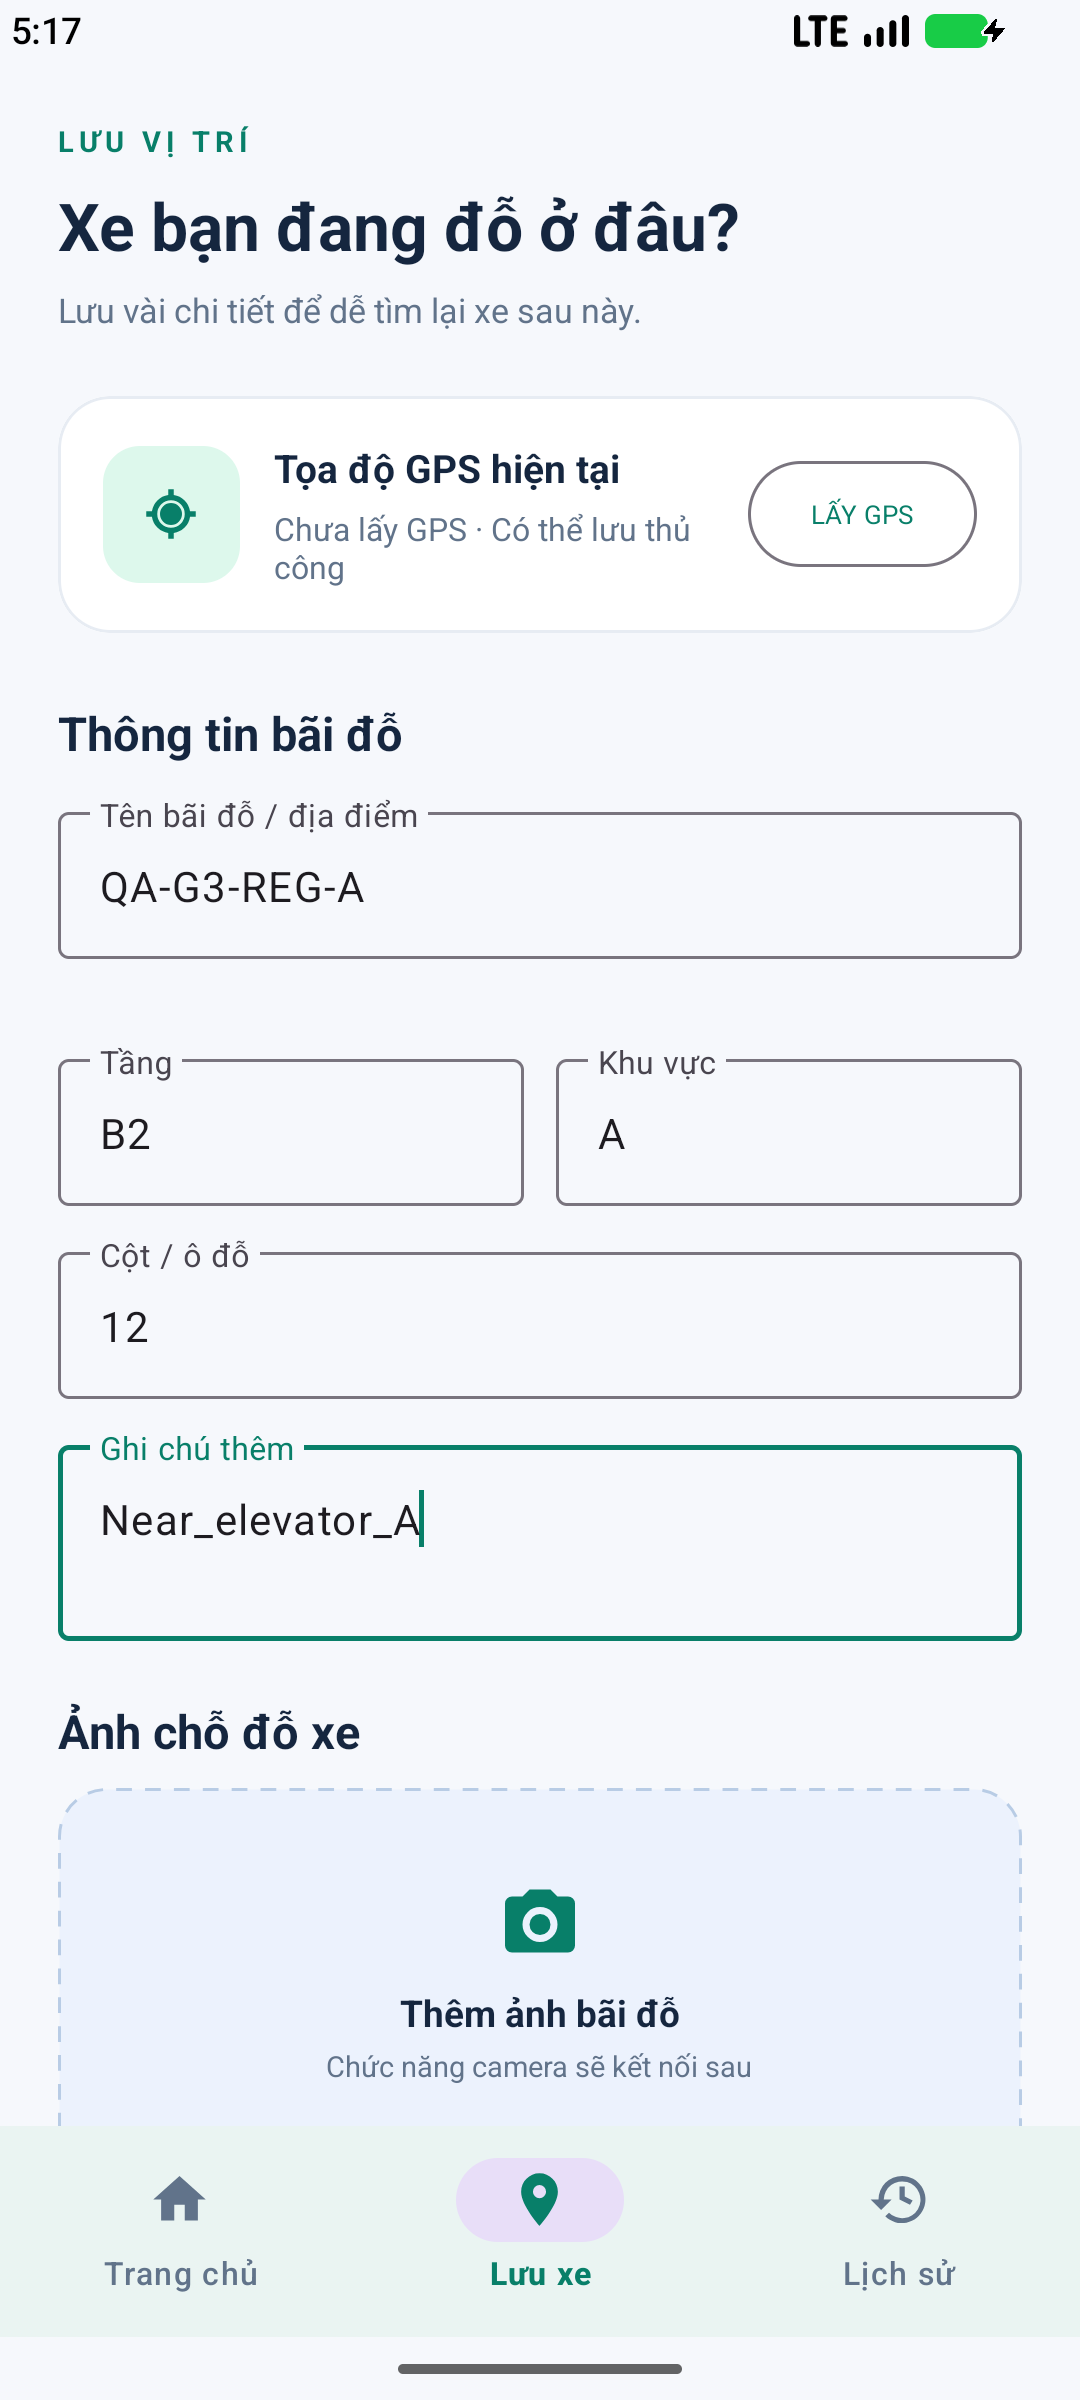 5:17
LTE
LƯU VỊ TRÍ
Xe bạn đang đỗ ở đâu?
Lưu vài chi tiết để dễ tìm lại xe sau này.
Tọa độ GPS hiện tại
Chưa lấy GPS · Có thể lưu thủ
công
LẤY GPS
Thông tin bãi đỗ
Tên bãi đỗ / địa điểm
QA-G3-REG-A
Tầng
B2
Khu vực
A
Cột / ô đỗ
12
Ghi chú thêm
Near_elevator_A
Ảnh chỗ đỗ xe
Thêm ảnh bãi đỗ
Chức năng camera sẽ kết nối sau
Trang chủ
Lưu xe
Lịch sử